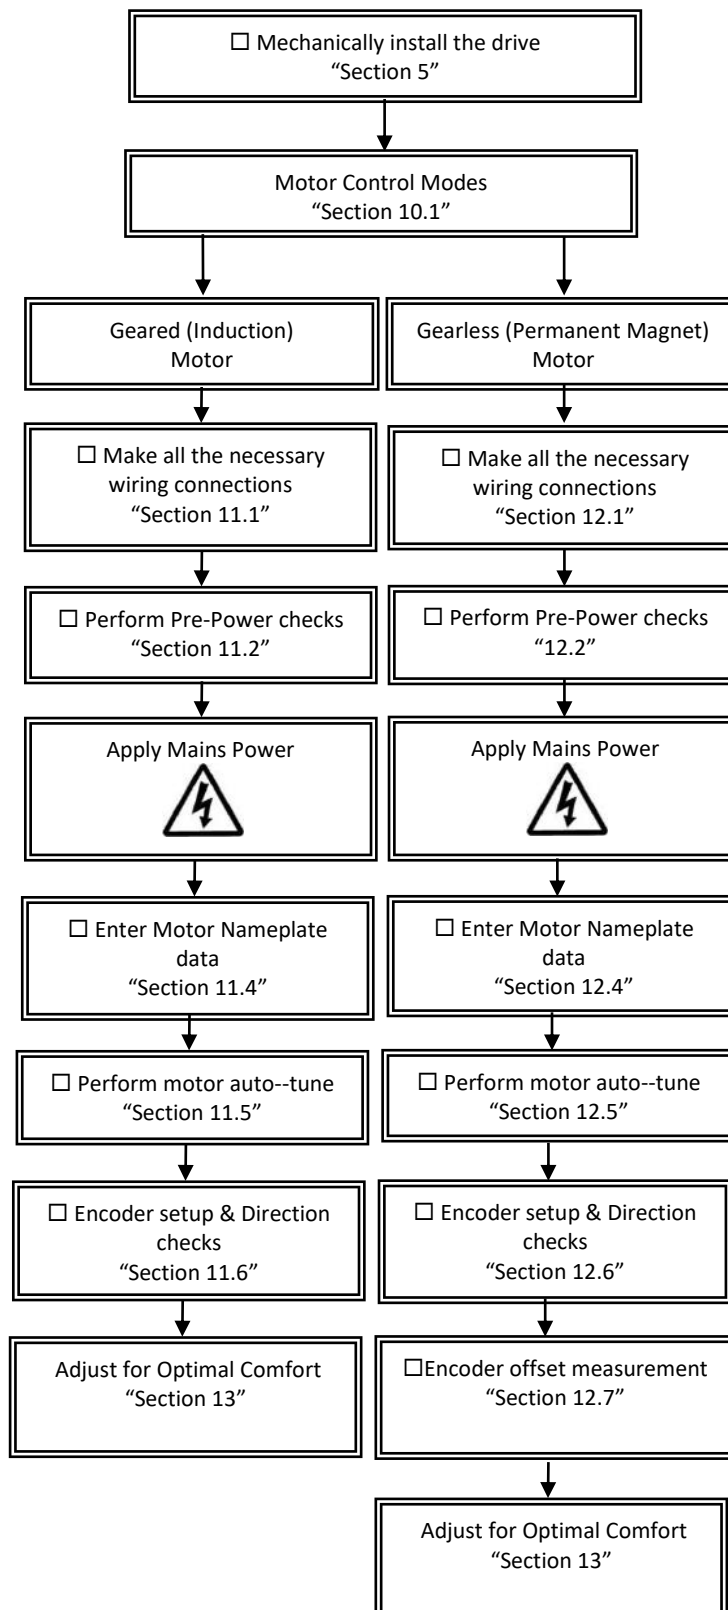 ☐ Mechanically install the drive
“Section 5”
Motor Control Modes
“Section 10.1”
Geared (Induction)
Motor
☐ Make all the necessary
wiring connections
“Section 11.1”
☐ Perform Pre-Power checks
“Section 11.2”
Apply Mains Power
☐ Enter Motor Nameplate
data
“Section 11.4”
☐ Perform motor auto--tune
“Section 11.5”
☐ Encoder setup & Direction
checks
“Section 11.6”
Adjust for Optimal Comfort
“Section 13”
Gearless (Permanent Magnet)
Motor
☐ Make all the necessary
wiring connections
“Section 12.1”
☐ Perform Pre-Power checks
“12.2”
Apply Mains Power
☐ Enter Motor Nameplate
data
“Section 12.4”
☐ Perform motor auto--tune
“Section 12.5”
☐ Encoder setup & Direction
checks
“Section 12.6”
☐Encoder offset measurement
“Section 12.7”
Adjust for Optimal Comfort
“Section 13”